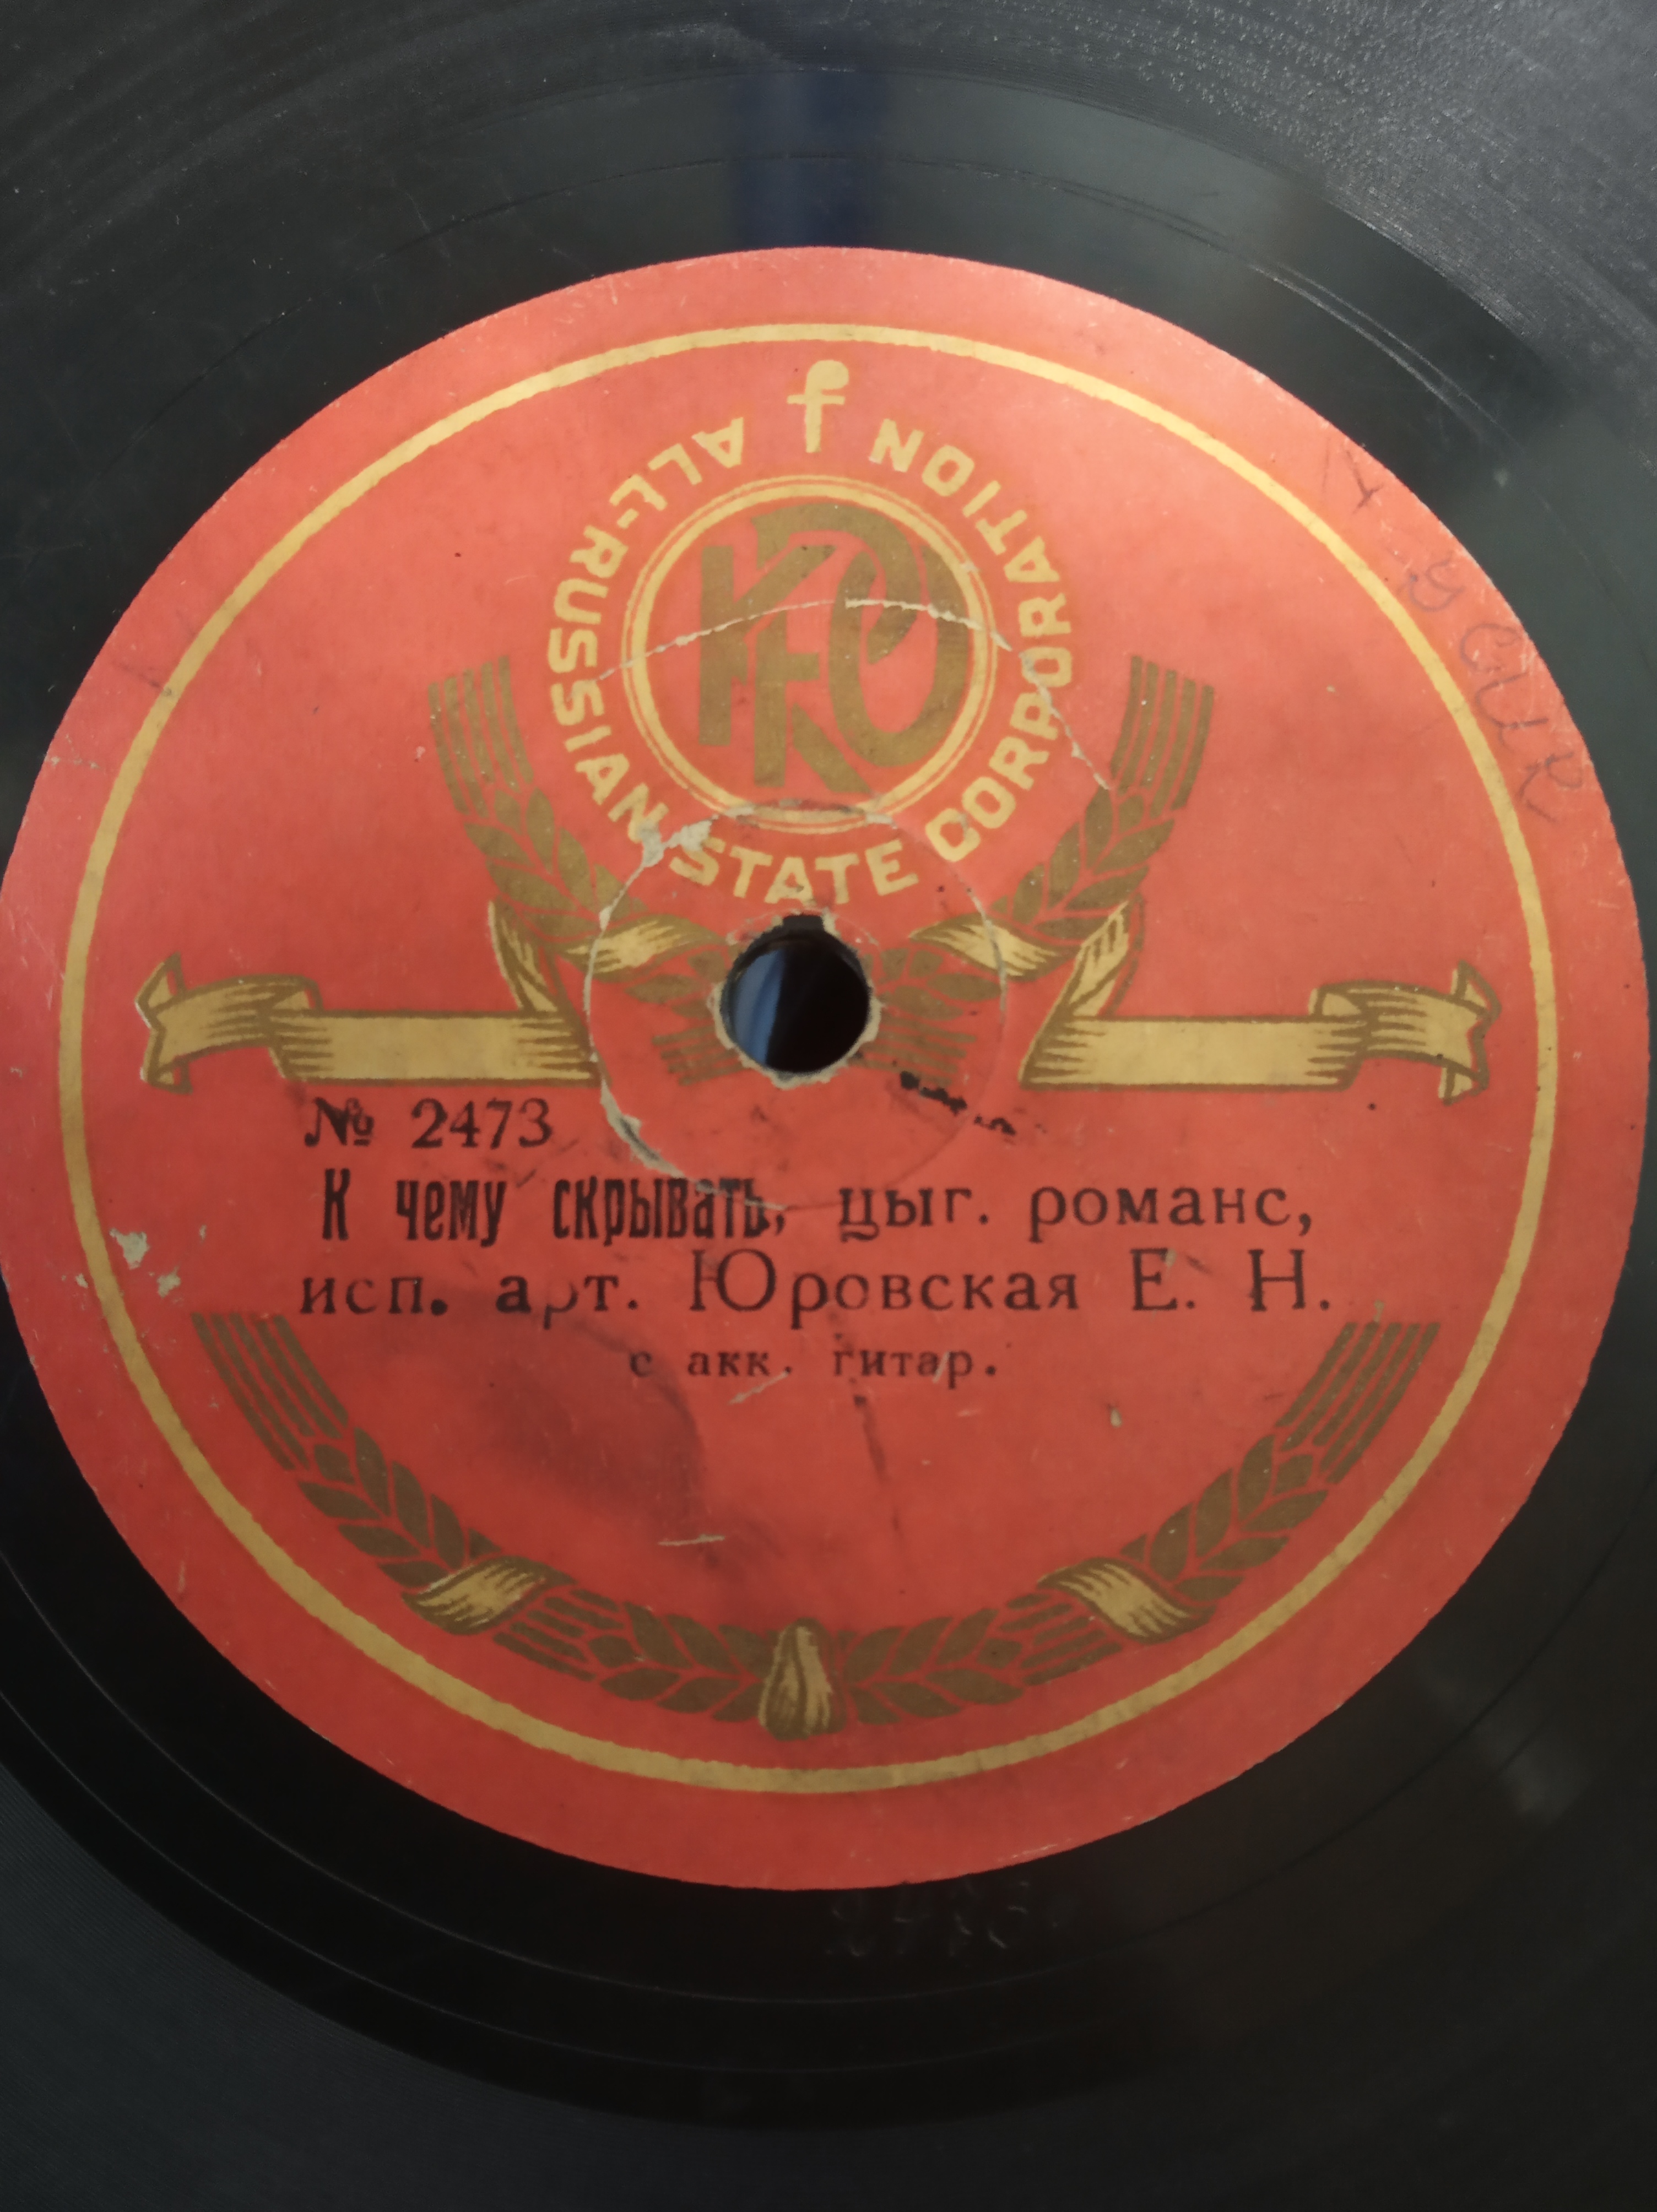 ALL-RUSSIAN STATE CORPORATION
№ 2473
К чему скрывать, цыг. романс,
исп. арт. Юровская Е. Н.
с акк. гитар.